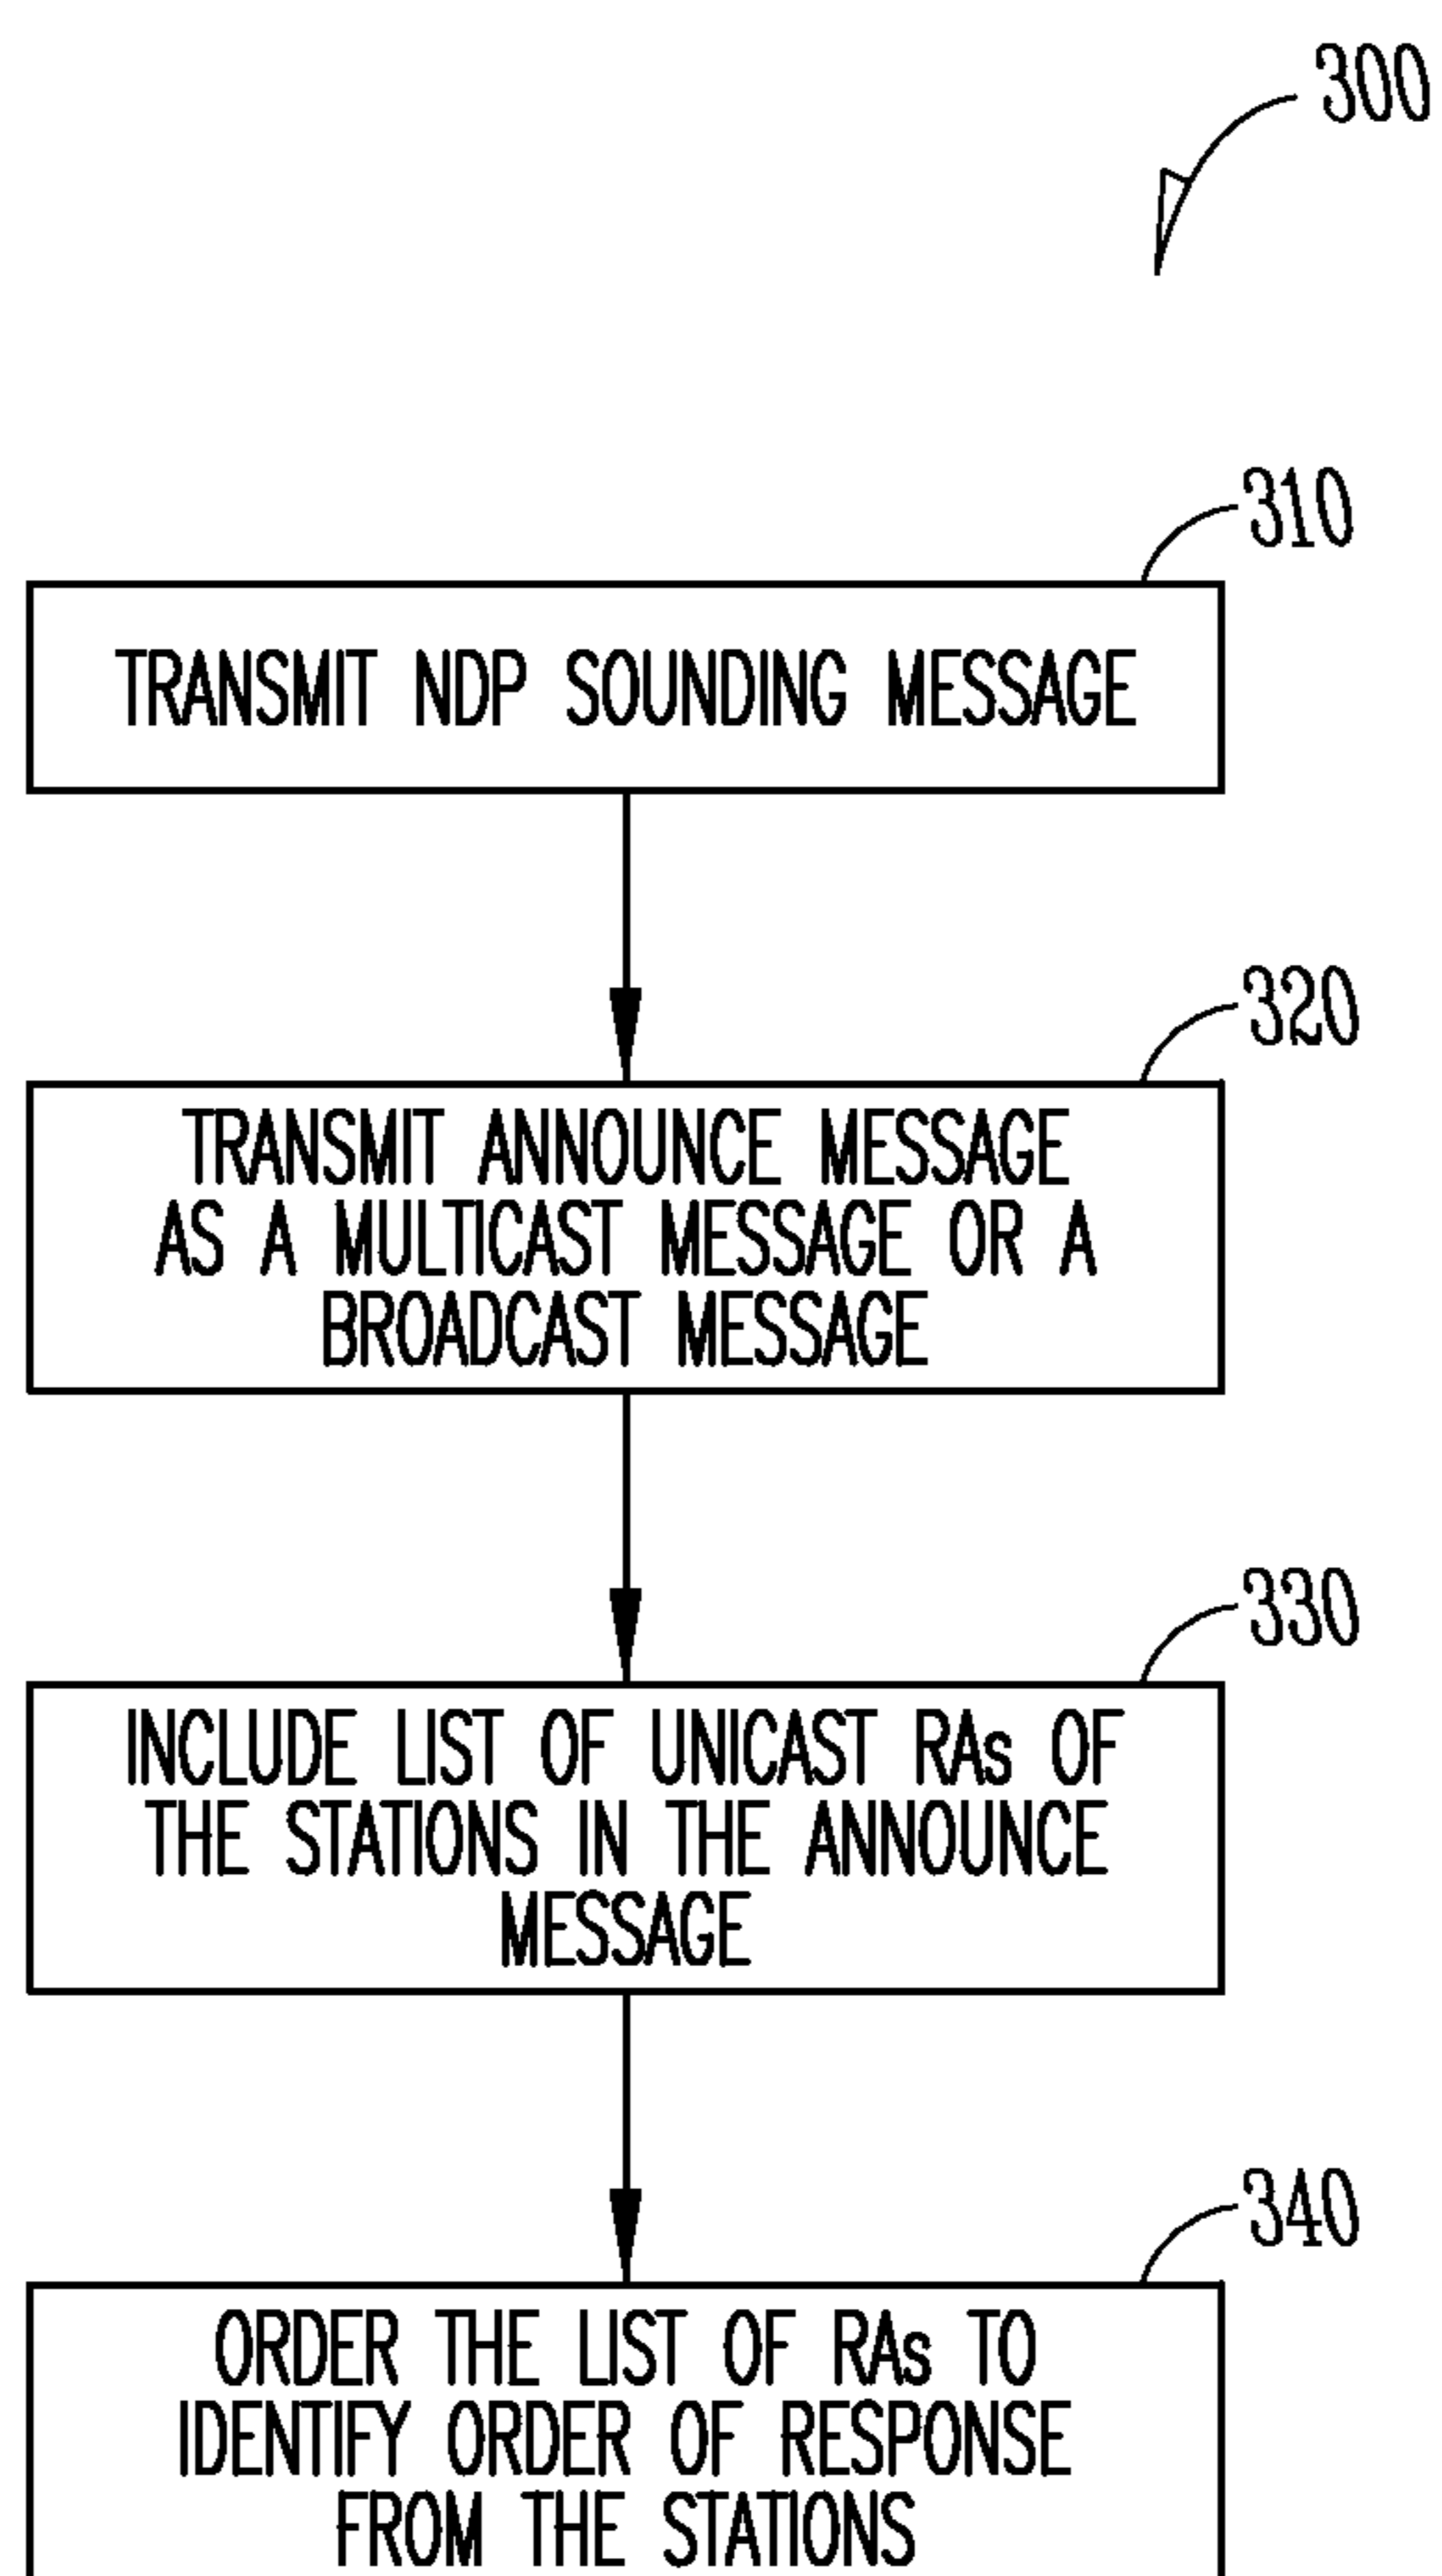 300
310
TRANSMIT NDP SOUNDING MESSAGE
320
TRANSMIT ANNOUNCE MESSAGE
AS A MULTICAST MESSAGE OR A
BROADCAST MESSAGE
330
INCLUDE LIST OF UNICAST RAs OF
THE STATIONS IN THE ANNOUNCE
MESSAGE
340
ORDER THE LIST OF RAs TO
IDENTIFY ORDER OF RESPONSE
FROM THE STATIONS